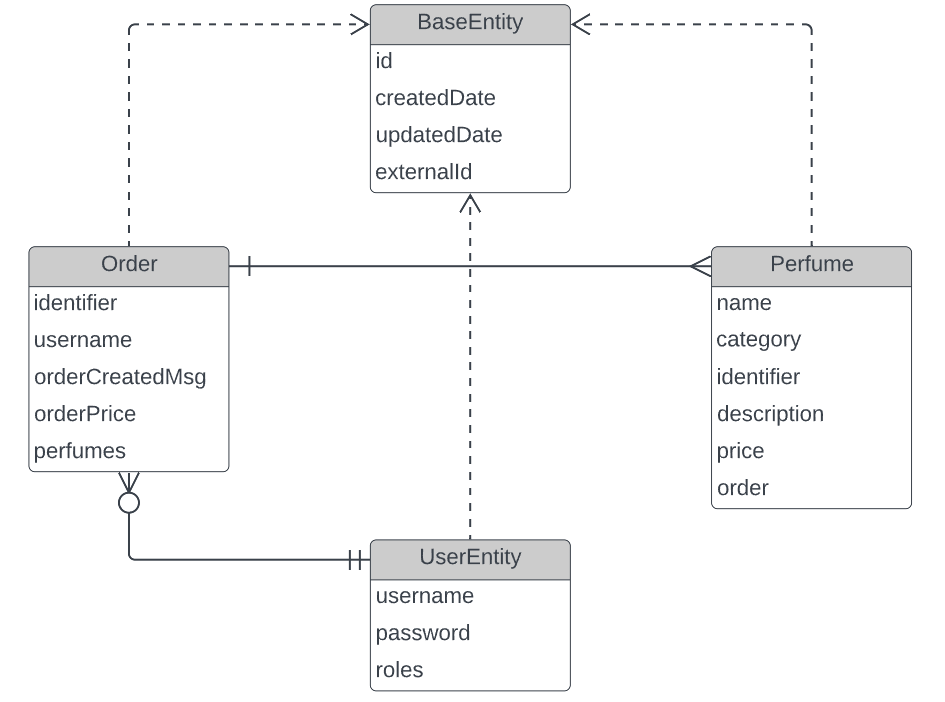 BaseEntity
id
createdDate
updatedDate
externalId
Order
identifier
username
orderCreatedMsg
orderPrice
perfumes
Perfume
name
category
identifier
description
price
order
UserEntity
username
password
roles